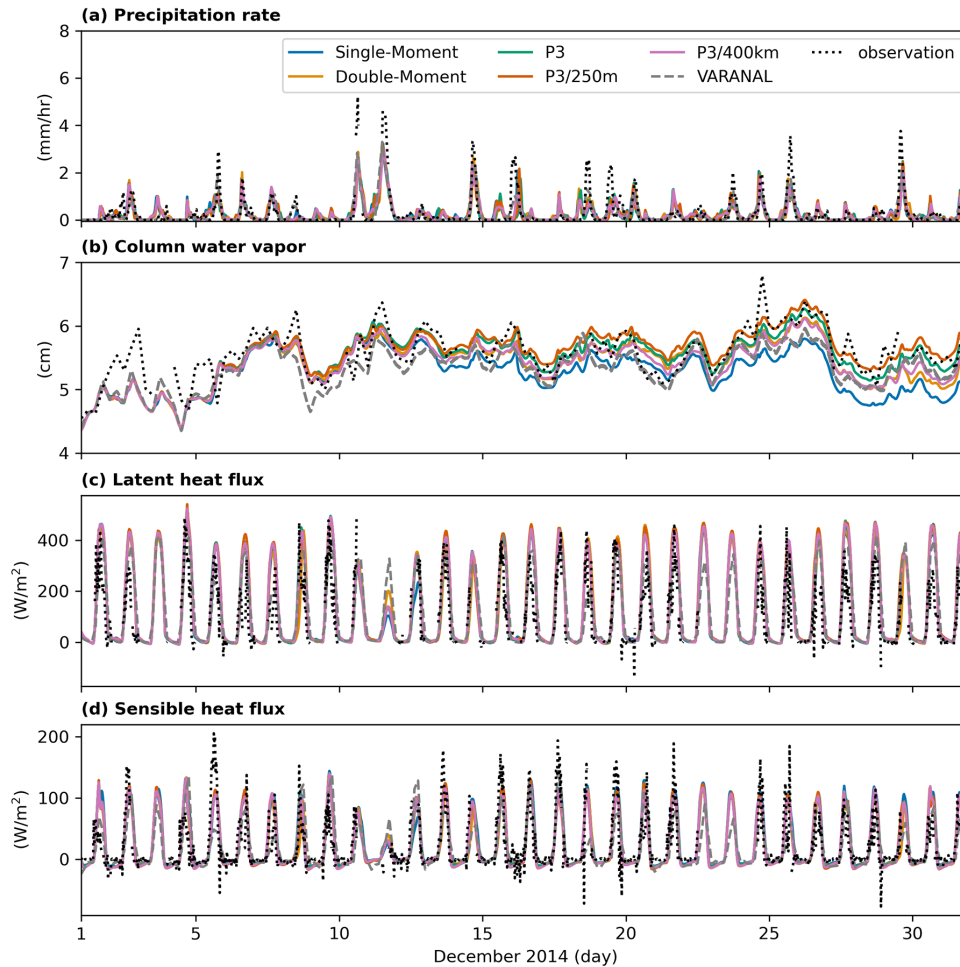 (a) Precipitation rate
8
6
4
2
0
(mm/hr)
Single-Moment
Double-Moment
P3
P3/250m
P3/400km
VARANAL
observation
(b) Column water vapor
7
6
5
4
(cm)
(c) Latent heat flux
400
200
0
(W/m²)
(d) Sensible heat flux
200
100
0
(W/m²)
1 5 10 15 20 25 30
December 2014 (day)